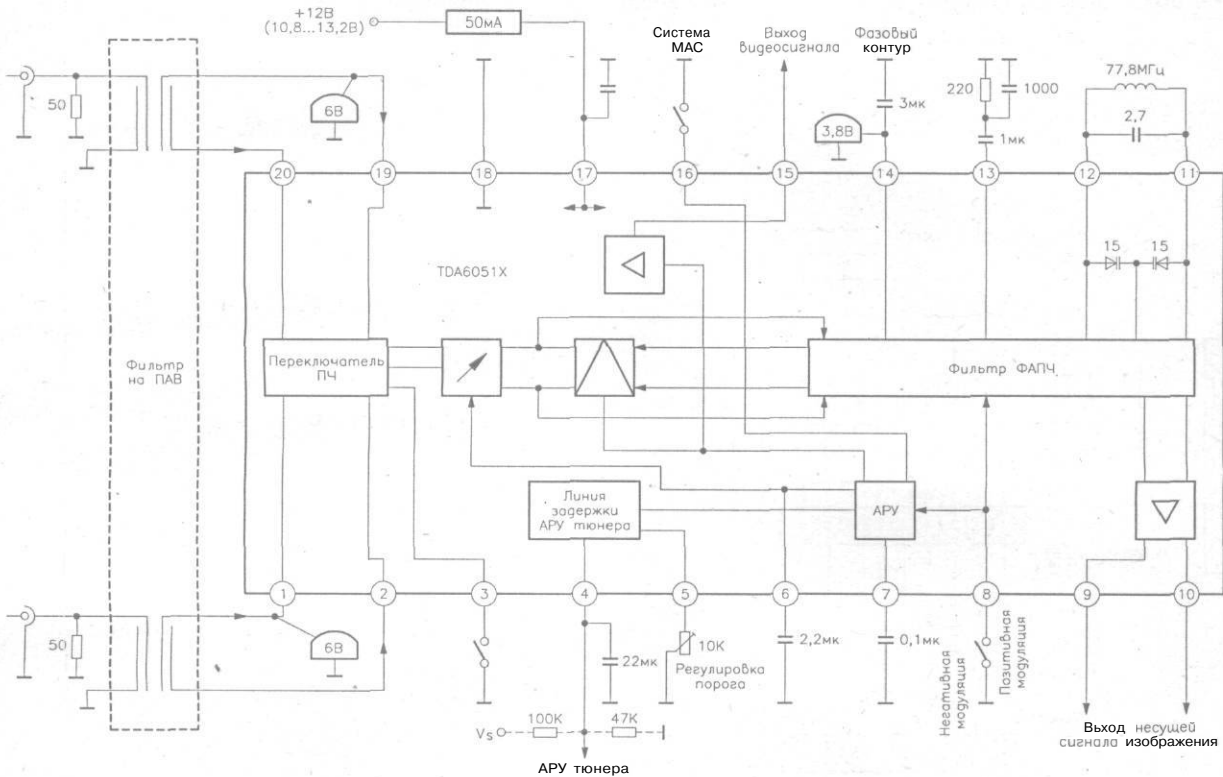 +12В
(10,8...13,2В)
50мА
Система
МАС
Выход
видеосигнала
Фазовый
контур
77,8МГц
50
6В
3мк
220
1000
2,7
3,8В
1мк
20
19
18
17
16
15
14
13
12
11
TDA6051X
15
15
Фильтр
на ПАВ
Переключатель
ПЧ
Фильтр ФАПЧ
Линия
задержки
АРУ тюнера
АРУ
1
2
3
4
5
6
7
8
9
10
50
6В
22мк
10К
Регулировка
порога
2,2мк
0,1мк
Негативная
модуляция
Позитивная
модуляция
Vs
100К
47К
АРУ тюнера
Выход несущей
сигнала изображения